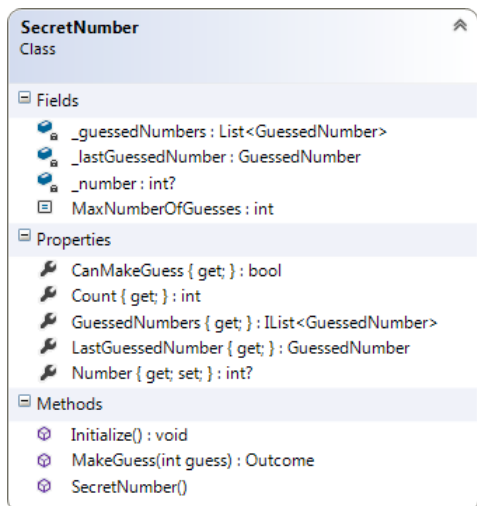 SecretNumber
Class
Fields
_guessedNumbers : List<GuessedNumber>
_lastGuessedNumber : GuessedNumber
_number : int?
MaxNumberOfGuesses : int
Properties
CanMakeGuess { get; } : bool
Count { get; } : int
GuessedNumbers { get; } : IList<GuessedNumber>
LastGuessedNumber { get; } : GuessedNumber
Number { get; set; } : int?
Methods
Initialize() : void
MakeGuess(int guess) : Outcome
SecretNumber()